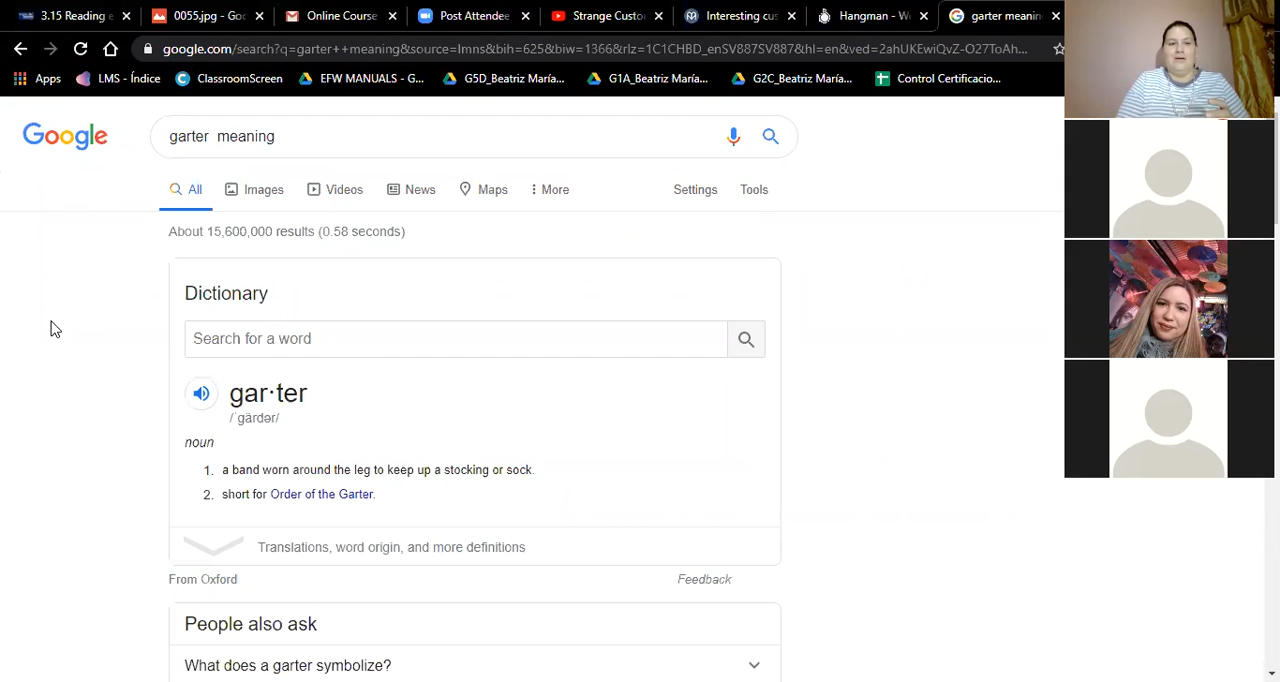 3.15 Reading e
0055.jpg - Goo
Online Course
Post Attendee
Strange Custo
Interesting cus
Hangman - W
garter meanin
google.com/search?q=garter++meaning&source=lmns&bih=625&biw=1366&rlz=1C1CHBD_enSV887SV887&hl=en&ved=2ahUKEwiQvZ-O27ToAh...
Apps
LMS - Índice
ClassroomScreen
EFW MANUALS - G...
G5D_Beatriz María...
G1A_Beatriz María...
G2C_Beatriz María...
Control Certificacio...
Google
garter meaning
All
Images
Videos
News
Maps
More
Settings
Tools
About 15,600,000 results (0.58 seconds)
Dictionary
Search for a word
gar·ter
/ˈgärdər/
noun
1. a band worn around the leg to keep up a stocking or sock.
2. short for Order of the Garter.
Translations, word origin, and more definitions
From Oxford
Feedback
People also ask
What does a garter symbolize?